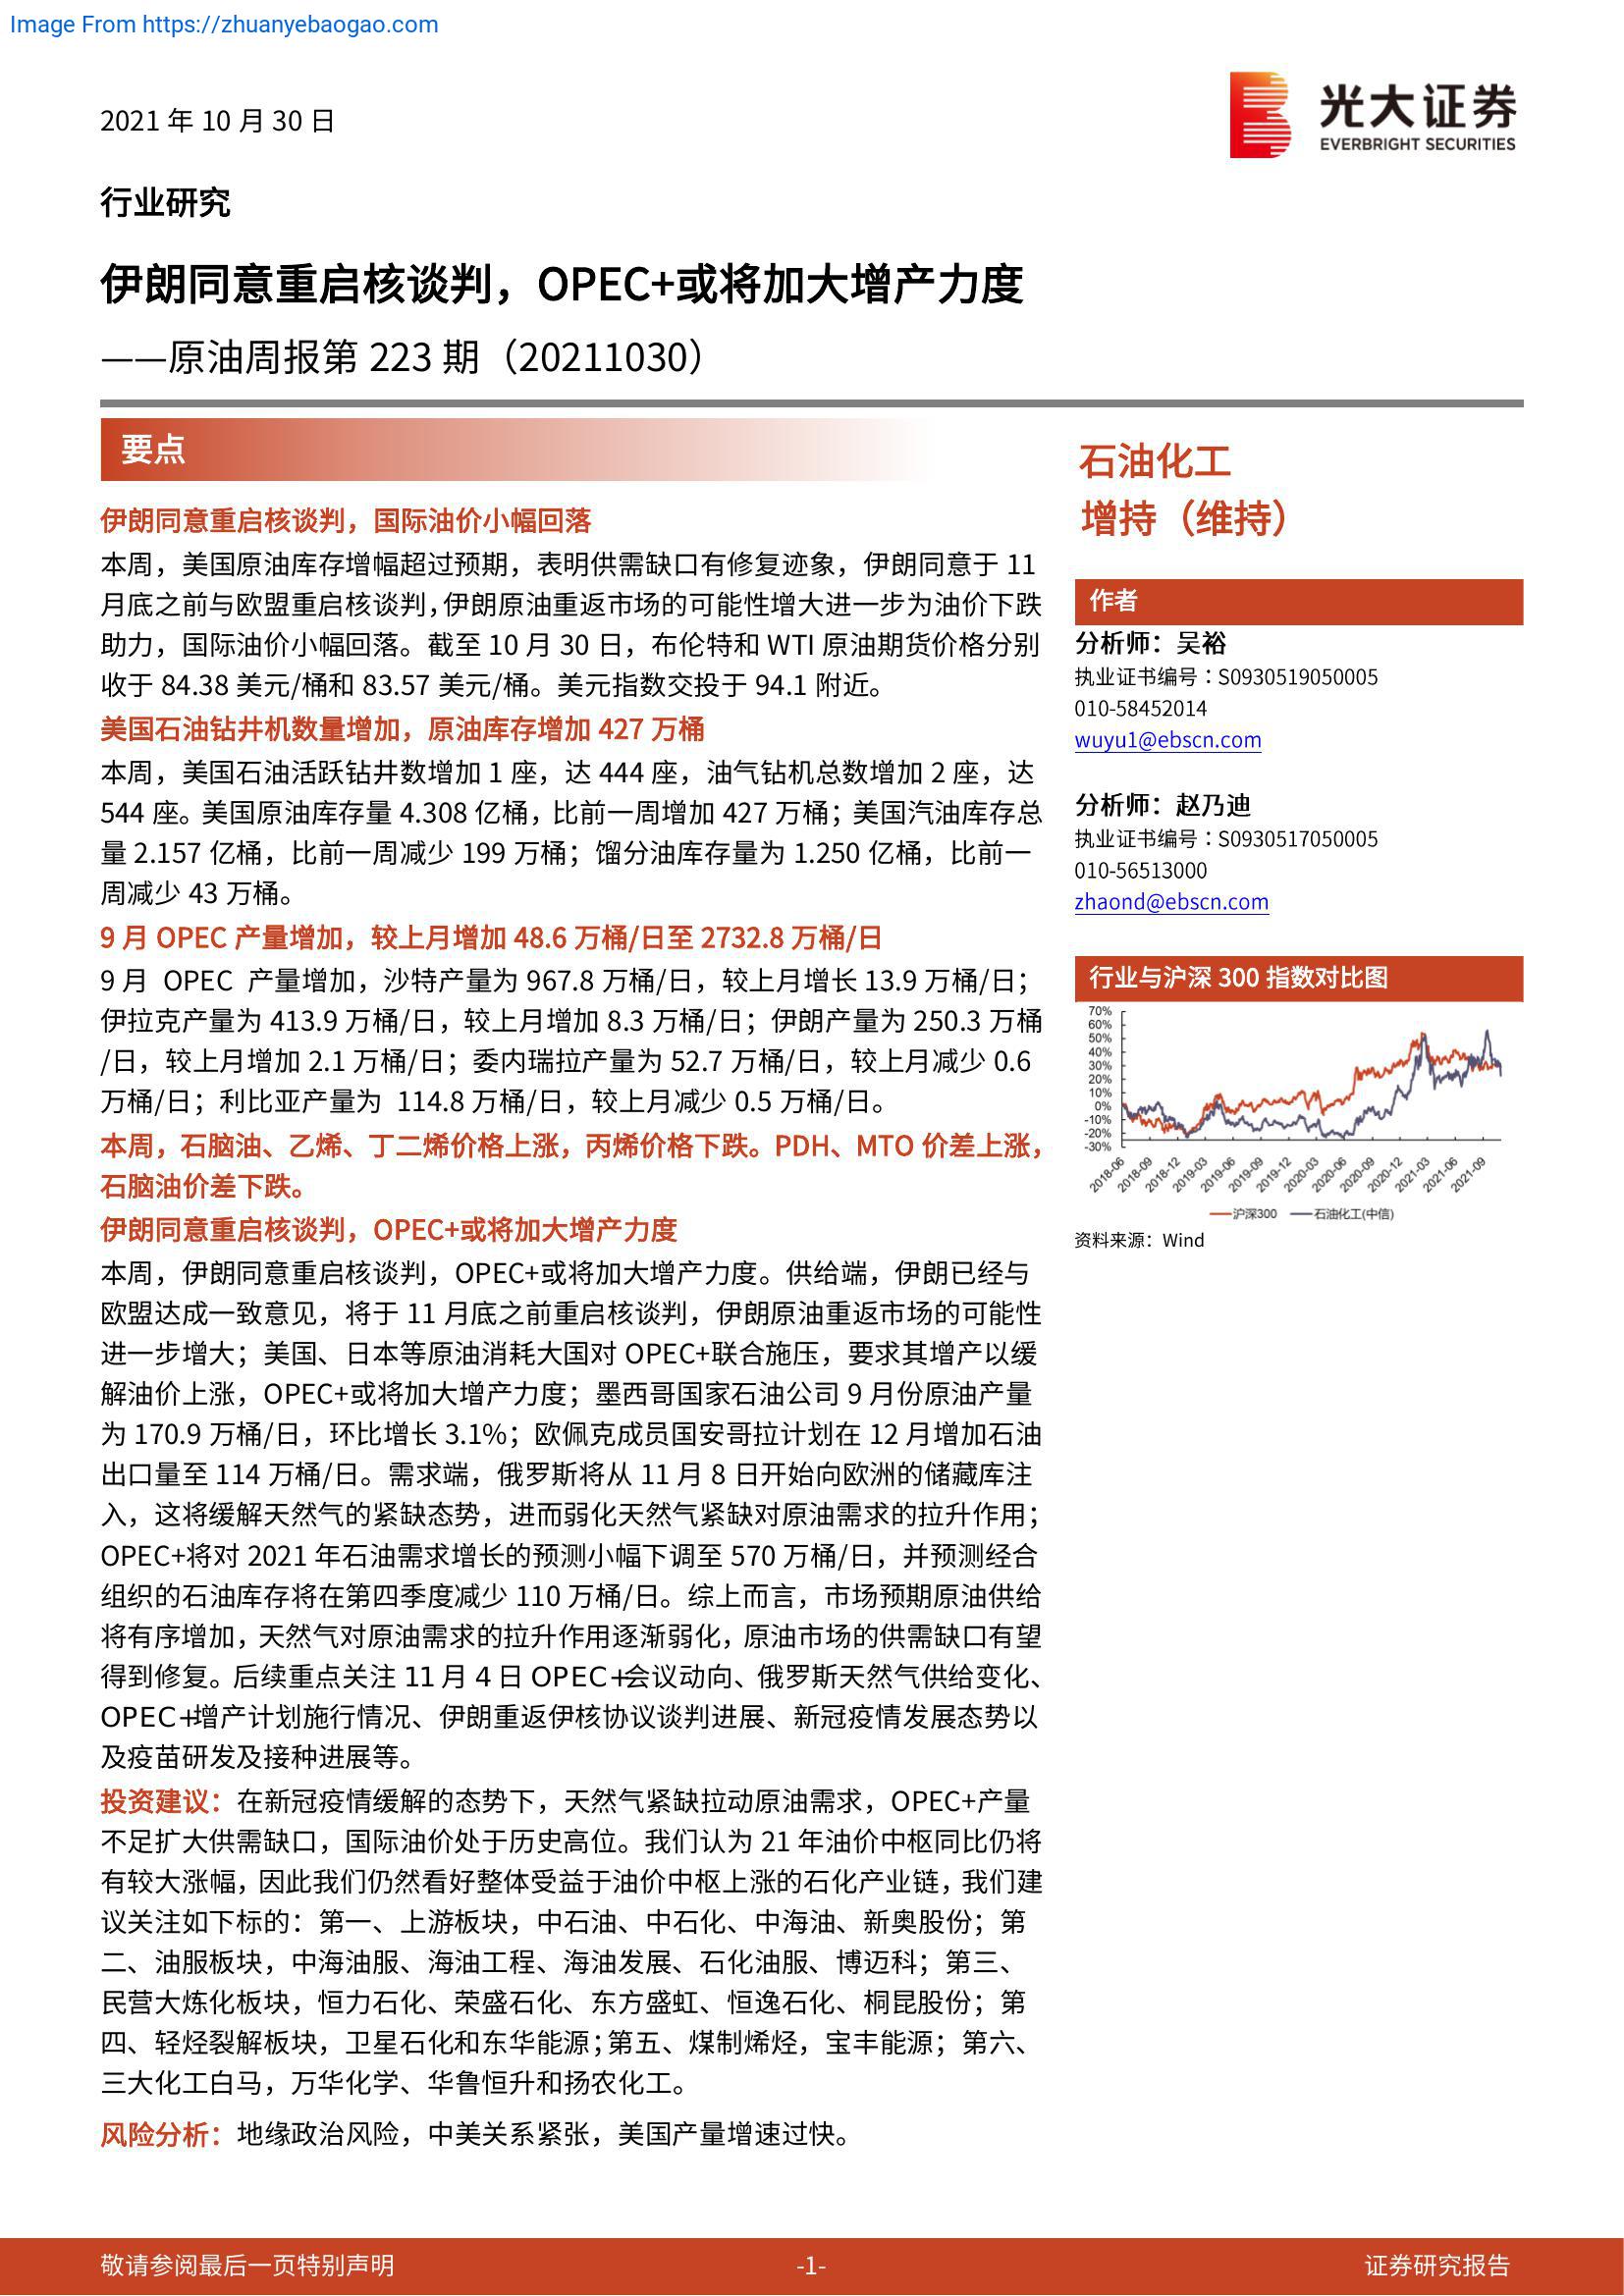 Image From https://zhuanyebaogao.com
2021 年 10 月 30 日
光大证券
EVERBRIGHT SECURITIES
行业研究
伊朗同意重启核谈判，OPEC+或将加大增产力度
——原油周报第 223 期（20211030）
要点
伊朗同意重启核谈判，国际油价小幅回落
本周，美国原油库存增幅超过预期，表明供需缺口有修复迹象，伊朗同意于 11
月底之前与欧盟重启核谈判，伊朗原油重返市场的可能性增大进一步为油价下跌
助力，国际油价小幅回落。截至 10 月 30 日，布伦特和 WTI 原油期货价格分别
收于 84.38 美元/桶和 83.57 美元/桶。美元指数交投于 94.1 附近。
美国石油钻井机数量增加，原油库存增加 427 万桶
本周，美国石油活跃钻井数增加 1 座，达 444 座，油气钻机总数增加 2 座，达
544 座。美国原油库存量 4.308 亿桶，比前一周增加 427 万桶；美国汽油库存总
量 2.157 亿桶，比前一周减少 199 万桶；馏分油库存量为 1.250 亿桶，比前一
周减少 43 万桶。
9 月 OPEC 产量增加，较上月增加 48.6 万桶/日至 2732.8 万桶/日
9 月 OPEC 产量增加，沙特产量为 967.8 万桶/日，较上月增长 13.9 万桶/日；
伊拉克产量为 413.9 万桶/日，较上月增加 8.3 万桶/日；伊朗产量为 250.3 万桶
/日，较上月增加 2.1 万桶/日；委内瑞拉产量为 52.7 万桶/日，较上月减少 0.6
万桶/日；利比亚产量为 114.8 万桶/日，较上月减少 0.5 万桶/日。
本周，石脑油、乙烯、丁二烯价格上涨，丙烯价格下跌。PDH、MTO 价差上涨，
石脑油价差下跌。
伊朗同意重启核谈判，OPEC+或将加大增产力度
本周，伊朗同意重启核谈判，OPEC+或将加大增产力度。供给端，伊朗已经与
欧盟达成一致意见，将于 11 月底之前重启核谈判，伊朗原油重返市场的可能性
进一步增大；美国、日本等原油消耗大国对 OPEC+联合施压，要求其增产以缓
解油价上涨，OPEC+或将加大增产力度；墨西哥国家石油公司 9 月份原油产量
为 170.9 万桶/日，环比增长 3.1%；欧佩克成员国安哥拉计划在 12 月增加石油
出口量至 114 万桶/日。需求端，俄罗斯将从 11 月 8 日开始向欧洲的储藏库注
入，这将缓解天然气的紧缺态势，进而弱化天然气紧缺对原油需求的拉升作用；
OPEC+将对 2021 年石油需求增长的预测小幅下调至 570 万桶/日，并预测经合
组织的石油库存将在第四季度减少 110 万桶/日。综上而言，市场预期原油供给
将有序增加，天然气对原油需求的拉升作用逐渐弱化，原油市场的供需缺口有望
得到修复。后续重点关注 11 月 4 日 OPEC+会议动向、俄罗斯天然气供给变化、
OPEC+增产计划施行情况、伊朗重返伊核协议谈判进展、新冠疫情发展态势以
及疫苗研发及接种进展等。
投资建议：在新冠疫情缓解的态势下，天然气紧缺拉动原油需求，OPEC+产量
不足扩大供需缺口，国际油价处于历史高位。我们认为 21 年油价中枢同比仍将
有较大涨幅，因此我们仍然看好整体受益于油价中枢上涨的石化产业链，我们建
议关注如下标的：第一、上游板块，中石油、中石化、中海油、新奥股份；第
二、油服板块，中海油服、海油工程、海油发展、石化油服、博迈科；第三、
民营大炼化板块，恒力石化、荣盛石化、东方盛虹、恒逸石化、桐昆股份；第
四、轻烃裂解板块，卫星石化和东华能源；第五、煤制烯烃，宝丰能源；第六、
三大化工白马，万华化学、华鲁恒升和扬农化工。
风险分析：地缘政治风险，中美关系紧张，美国产量增速过快。
石油化工
增持（维持）
作者
分析师：吴裕
执业证书编号：S0930519050005
010-58452014
wuyu1@ebscn.com
分析师：赵乃迪
执业证书编号：S0930517050005
010-56513000
zhaond@ebscn.com
行业与沪深 300 指数对比图
70%
60%
50%
40%
30%
20%
10%
0%
-10%
-20%
-30%
2018-06 2018-09 2018-12 2019-03 2019-06 2019-09 2019-12 2020-03 2020-06 2020-09 2020-12 2021-03 2021-06 2021-09
沪深300 石油化工(中信)
资料来源：Wind
敬请参阅最后一页特别声明 -1- 证券研究报告